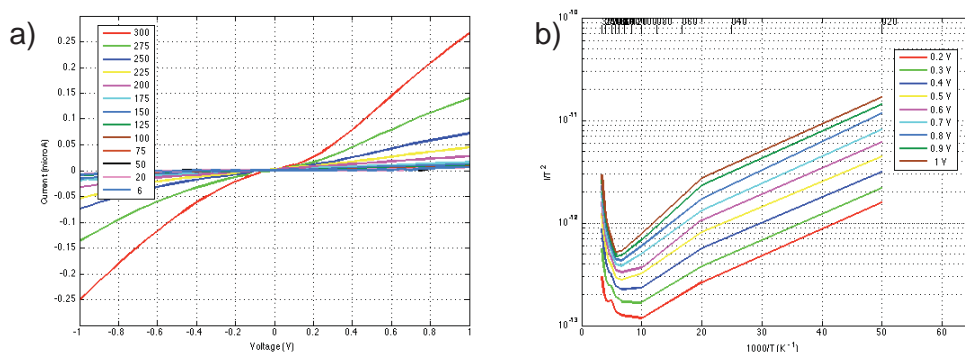 a)
0.25
0.2
0.15
0.1
0.05
0
-0.05
-0.1
-0.15
-0.2
-0.25
Current (micro A)
300
275
250
225
200
175
150
125
100
75
50
20
6
-1 -0.8 -0.6 -0.4 -0.2 0 0.2 0.4 0.6 0.8 1
Voltage (V)
b)
10^-10
10^-11
10^-12
10^-13
I/T^2
080 060 040 020
0.2 V
0.3 V
0.4 V
0.5 V
0.6 V
0.7 V
0.8 V
0.9 V
1 V
0 10 20 30 40 50 60
1000/T (K^-1)